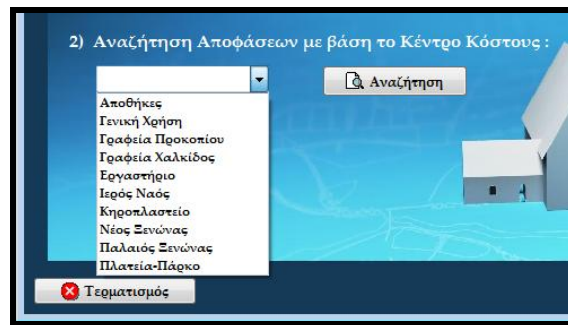 2) Αναζήτηση Αποφάσεων με βάση το Κέντρο Κόστους :
Αναζήτηση
Αποθήκες
Γενική Χρήση
Γραφεία Προκοπίου
Γραφεία Χαλκίδος
Εργαστήριο
Ιερός Ναός
Κηροπλαστείο
Νέος Ξενώνας
Παλαιός Ξενώνας
Πλατεία-Πάρκο
Τερματισμός